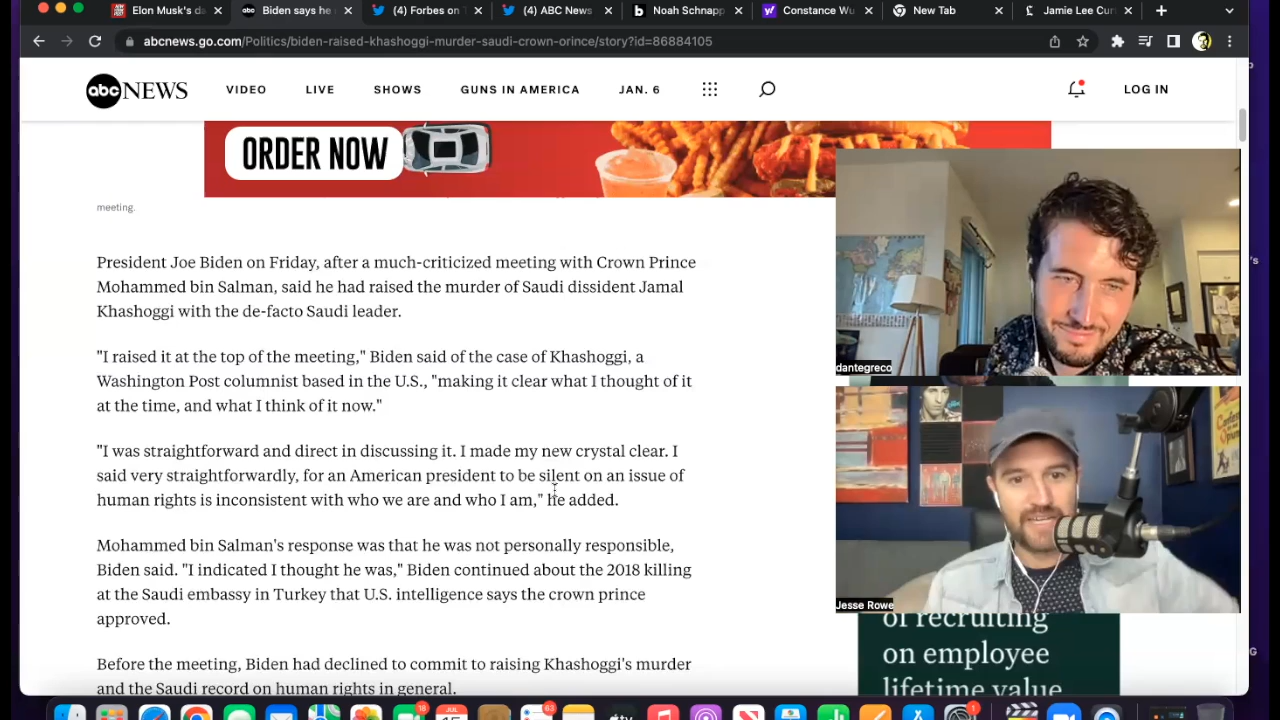 Elon Musk's d
Biden says he
(4) Forbes on
(4) ABC News
Noah Schnapp
Constance Wu
New Tab
Jamie Lee Cur
abcnews.go.com/Politics/biden-raised-khashoggi-murder-saudi-crown-orince/story?id=86884105
abc NEWS
VIDEO
LIVE
SHOWS
GUNS IN AMERICA
JAN. 6
LOG IN
ORDER NOW
meeting.
President Joe Biden on Friday, after a much-criticized meeting with Crown Prince
Mohammed bin Salman, said he had raised the murder of Saudi dissident Jamal
Khashoggi with the de-facto Saudi leader.
"I raised it at the top of the meeting," Biden said of the case of Khashoggi, a
Washington Post columnist based in the U.S., "making it clear what I thought of it
at the time, and what I think of it now."
"I was straightforward and direct in discussing it. I made my new crystal clear. I
said very straightforwardly, for an American president to be silent on an issue of
human rights is inconsistent with who we are and who I am," he added.
Mohammed bin Salman's response was that he was not personally responsible,
Biden said. "I indicated I thought he was," Biden continued about the 2018 killing
at the Saudi embassy in Turkey that U.S. intelligence says the crown prince
approved.
Before the meeting, Biden had declined to commit to raising Khashoggi's murder
and the Saudi record on human rights in general.
dantegreco
Jesse Rowe
of recruiting
on employee
lifetime value
18
JUL
63
tv
1